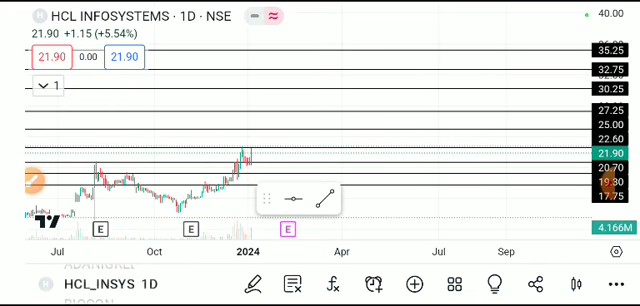 H HCL INFOSYSTEMS · 1D · NSE
21.90 +1.15 (+5.54%)
21.90 0.00 21.90
1
40.00
35.25
32.75
30.25
27.25
25.00
22.60
21.90
20.70
19.30
17.75
4.166M
E E E
Jul Oct 2024 Apr Jul Sep
ADANIGREL
HCL_INSYS 1D